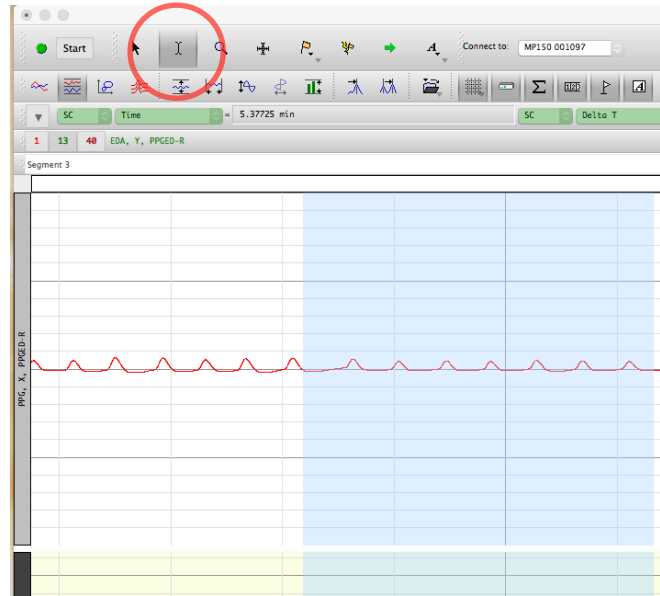 Start
Connect to: MP150 001097
SC Time = 5.37725 min SC Delta T
1 13 40 EDA, Y, PPGED-R
Segment 3
PPG, X, PPGED-R